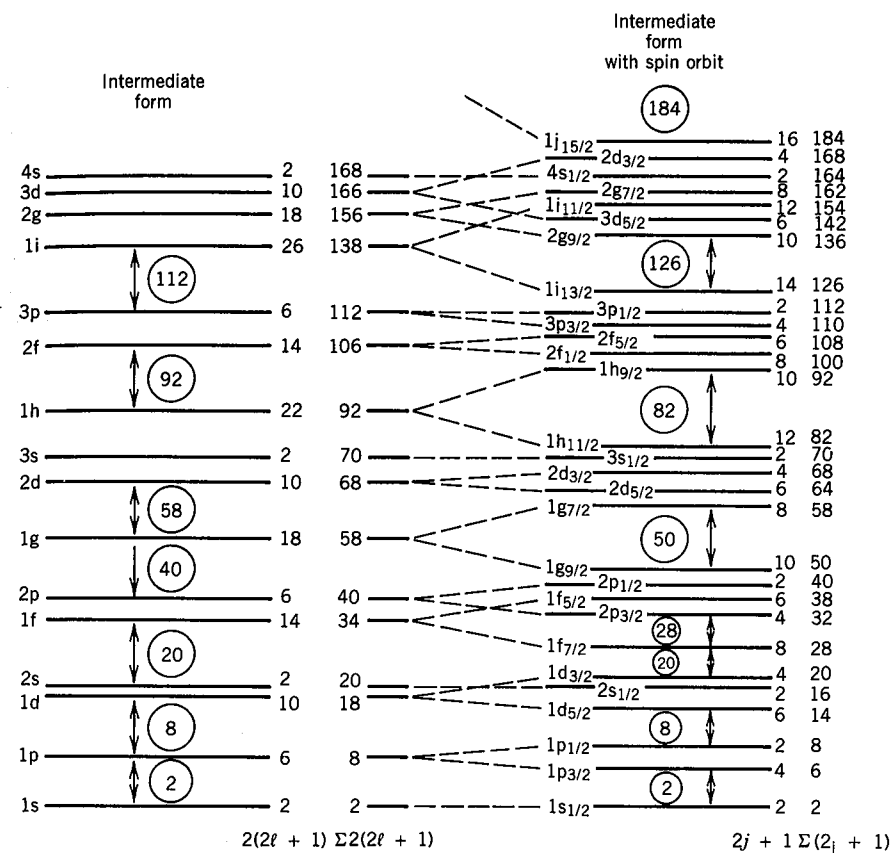 Intermediate
form
4s 2 168
3d 10 166
2g 18 156
1i 26 138
112
3p 6 112
2f 14 106
92
1h 22 92
3s 2 70
2d 10 68
58
1g 18 58
40
2p 6 40
1f 14 34
20
2s 2 20
1d 10 18
8
1p 6 8
2
1s 2 2
2(2ℓ + 1) Σ2(2ℓ + 1)
Intermediate
form
with spin orbit
184
1j15/2 16 184
2d3/2 4 168
4s1/2 2 164
2g7/2 8 162
1i11/2 12 154
3d5/2 6 142
2g9/2 10 136
126
1i13/2 14 126
3p1/2 2 112
3p3/2 4 110
2f5/2 6 108
2f1/2 8 100
1h9/2 10 92
82
1h11/2 12 82
3s1/2 2 70
2d3/2 4 68
2d5/2 6 64
1g7/2 8 58
50
1g9/2 10 50
2p1/2 2 40
1f5/2 6 38
2p3/2 4 32
28
1f7/2 8 28
20
1d3/2 4 20
2s1/2 2 16
1d5/2 6 14
8
1p1/2 2 8
1p3/2 4 6
2
1s1/2 2 2
2j + 1 Σ(2j + 1)